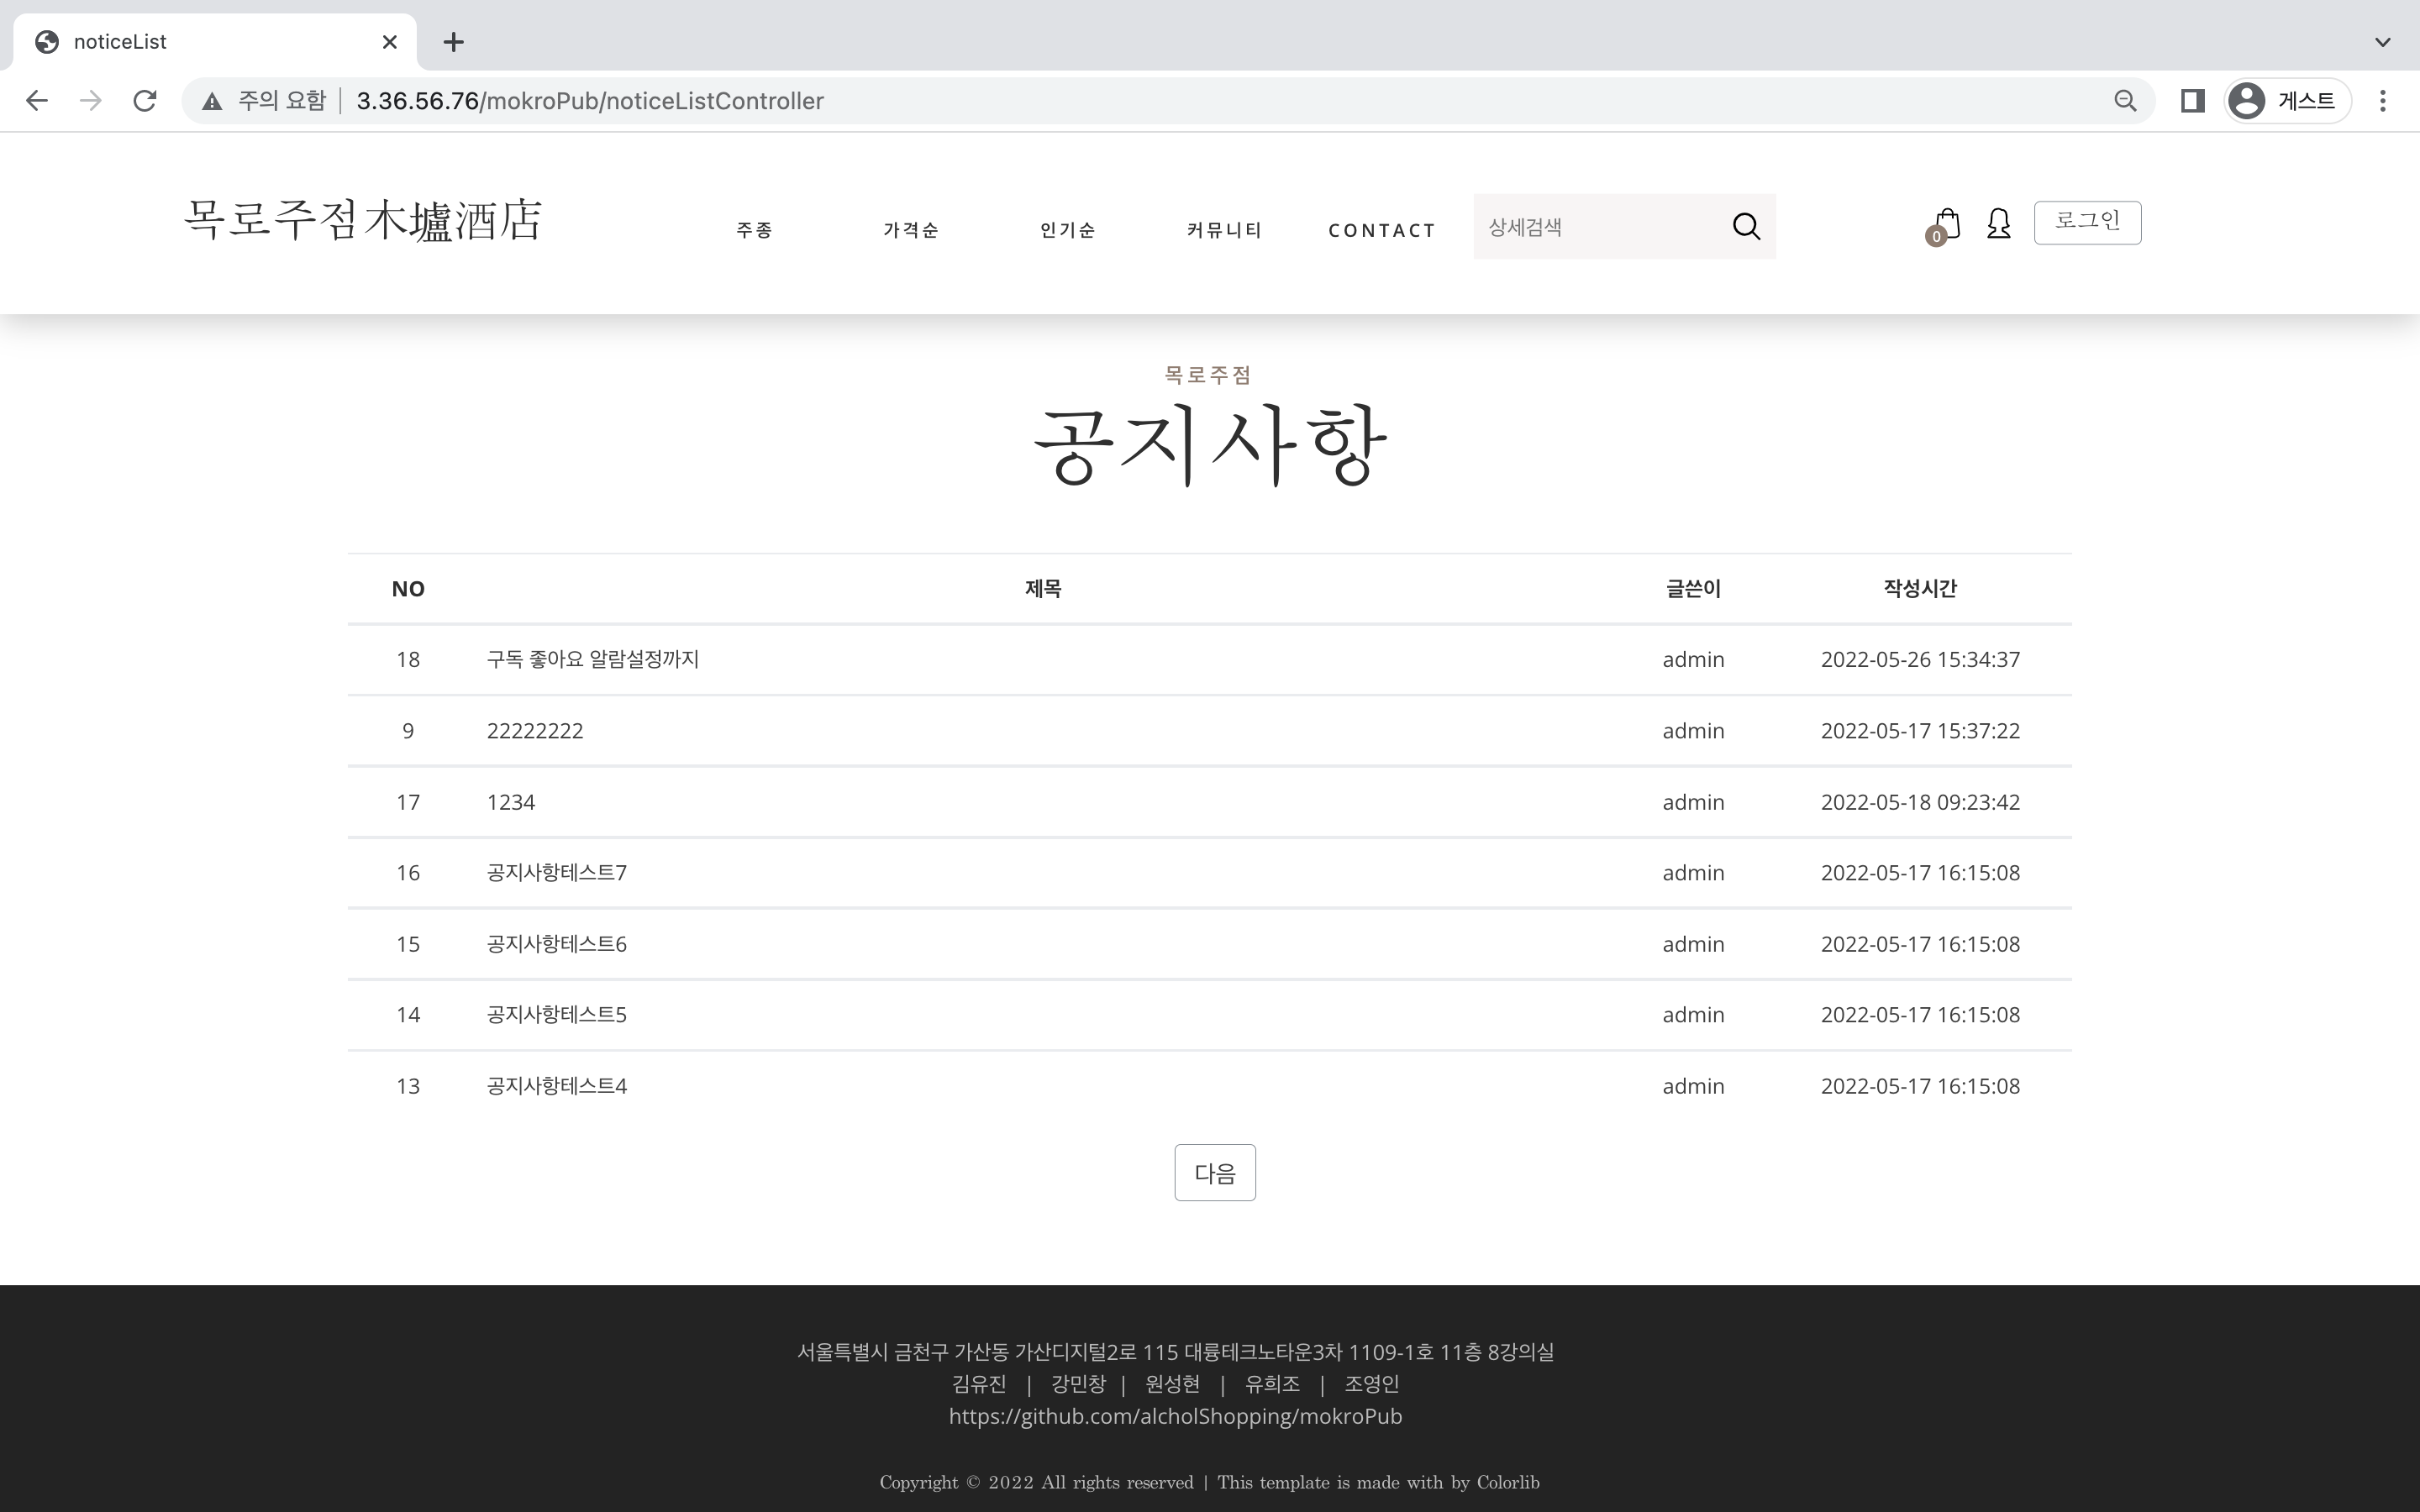 noticeList
주의 요함 | 3.36.56.76/mokroPub/noticeListController 게스트
목로주점木壚酒店 주종 가격순 인기순 커뮤니티 CONTACT 상세검색 0 로그인
목로주점
공지사항
NO 제목 글쓴이 작성시간
18 구독 좋아요 알람설정까지 admin 2022-05-26 15:34:37
9 22222222 admin 2022-05-17 15:37:22
17 1234 admin 2022-05-18 09:23:42
16 공지사항테스트7 admin 2022-05-17 16:15:08
15 공지사항테스트6 admin 2022-05-17 16:15:08
14 공지사항테스트5 admin 2022-05-17 16:15:08
13 공지사항테스트4 admin 2022-05-17 16:15:08
다음
서울특별시 금천구 가산동 가산디지털2로 115 대륭테크노타운3차 1109-1호 11층 8강의실
김유진 | 강민창 | 원성현 | 유희조 | 조영인
https://github.com/alcholShopping/mokroPub
Copyright © 2022 All rights reserved | This template is made with by Colorlib